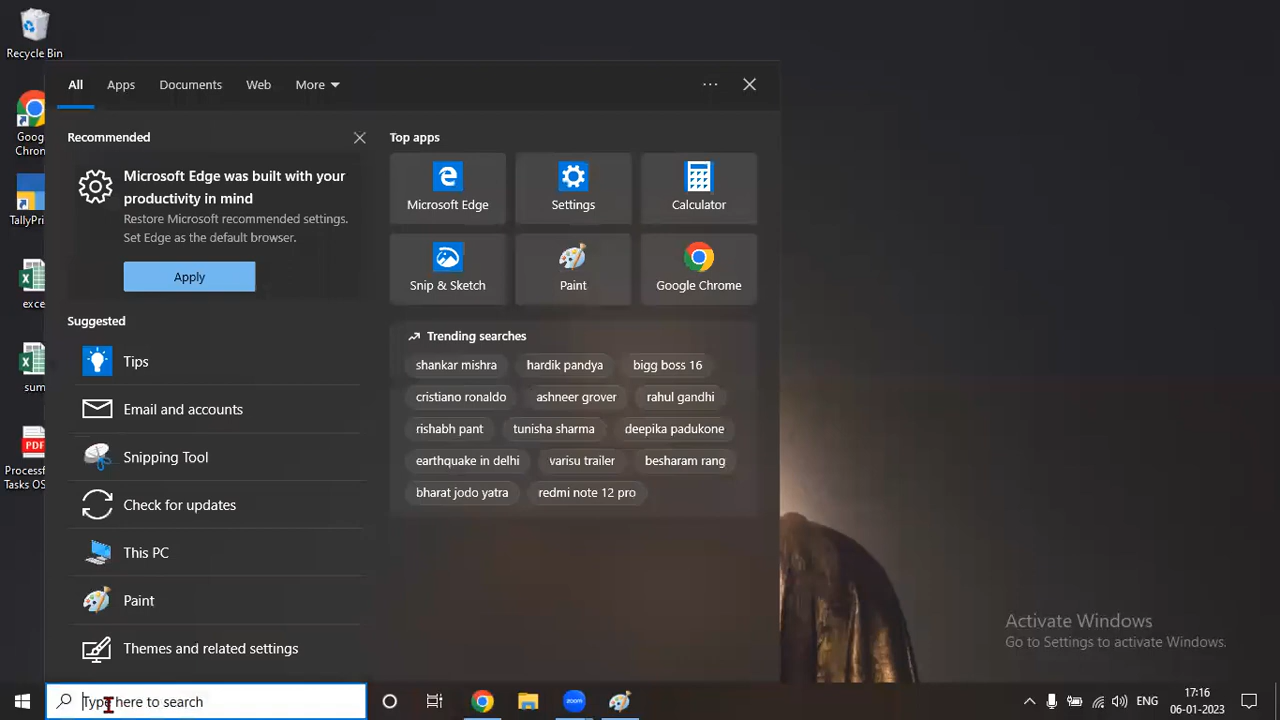 Recycle Bin
Goog
Chron
TallyPri
exce
sum
PDF
Process
Tasks OS
All
Apps
Documents
Web
More
Recommended
Microsoft Edge was built with your
productivity in mind
Restore Microsoft recommended settings.
Set Edge as the default browser.
Apply
Suggested
Tips
Email and accounts
Snipping Tool
Check for updates
This PC
Paint
Themes and related settings
Top apps
Microsoft Edge
Settings
Calculator
Snip & Sketch
Paint
Google Chrome
Trending searches
shankar mishra
hardik pandya
bigg boss 16
cristiano ronaldo
ashneer grover
rahul gandhi
rishabh pant
tunisha sharma
deepika padukone
earthquake in delhi
varisu trailer
besharam rang
bharat jodo yatra
redmi note 12 pro
Activate Windows
Go to Settings to activate Windows.
Type here to search
zoom
ENG
17:16
06-01-2023